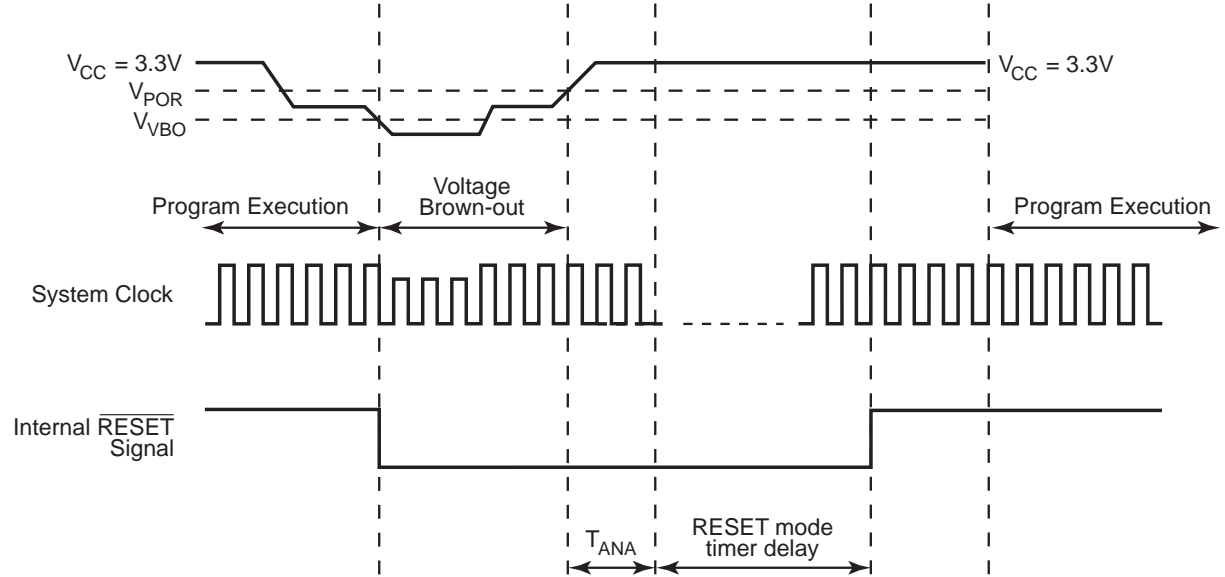 V_CC = 3.3V
V_CC = 3.3V
V_POR
V_VBO
Voltage
Brown-out
Program Execution
Program Execution
System Clock
Internal R̅E̅S̅E̅T̅
Signal
T_ANA
RESET mode
timer delay